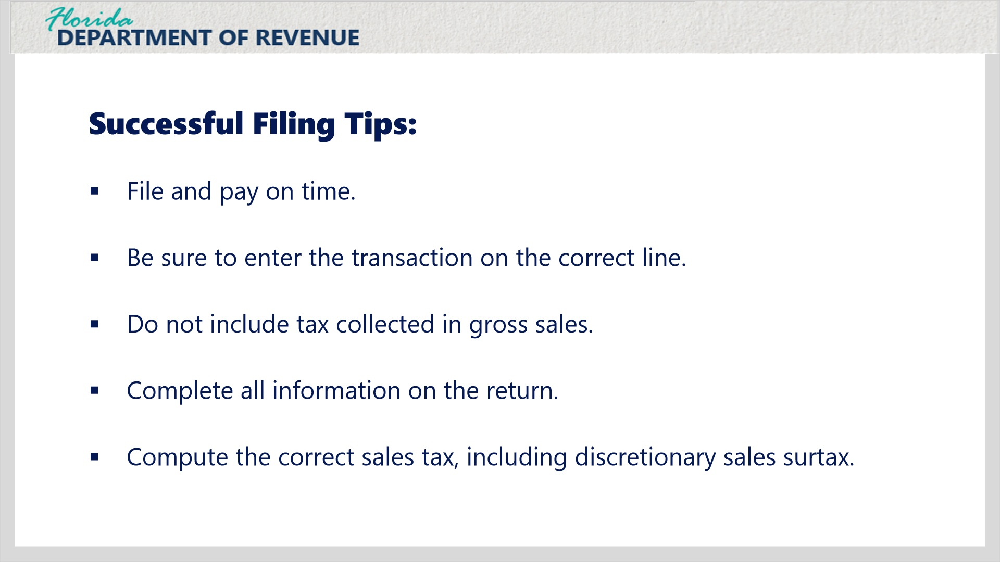 Florida
DEPARTMENT OF REVENUE
Successful Filing Tips:
▪ File and pay on time.
▪ Be sure to enter the transaction on the correct line.
▪ Do not include tax collected in gross sales.
▪ Complete all information on the return.
▪ Compute the correct sales tax, including discretionary sales surtax.